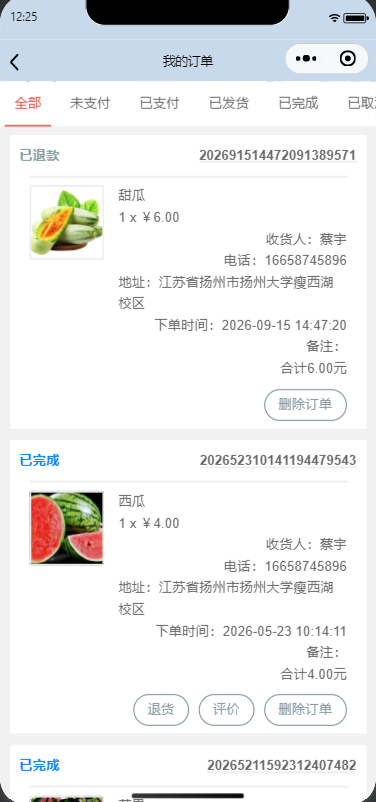 12:25
我的订单
全部 未支付 已支付 已发货 已完成
已退款 202691514472091389571
甜瓜
1 x ￥6.00
收货人：蔡宇
电话：16658745896
地址：江苏省扬州市扬州大学瘦西湖
校区
下单时间：2026-09-15 14:47:20
备注：
合计6.00元
删除订单
已完成 202652310141194479543
西瓜
1 x ￥4.00
收货人：蔡宇
电话：16658745896
地址：江苏省扬州市扬州大学瘦西湖
校区
下单时间：2026-05-23 10:14:11
备注：
合计4.00元
退货 评价 删除订单
已完成 20265211592312407482